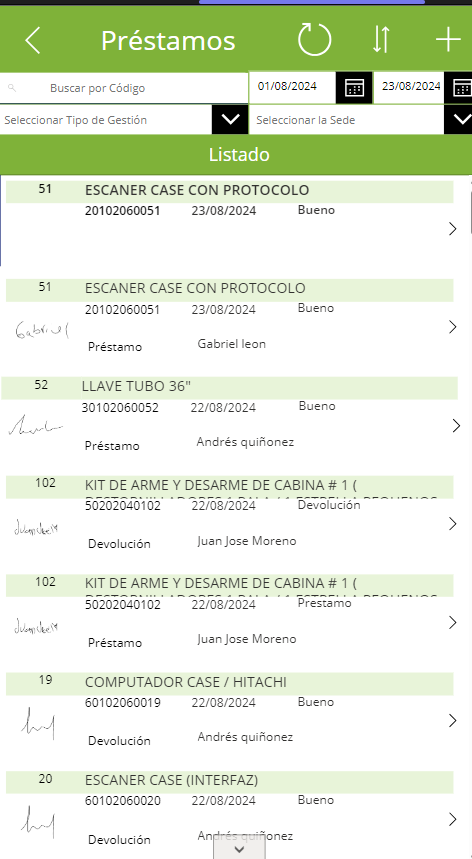 Préstamos
Buscar por Código
01/08/2024
23/08/2024
Seleccionar Tipo de Gestión
Seleccionar la Sede
Listado
51 ESCANER CASE CON PROTOCOLO
20102060051 23/08/2024 Bueno
51 ESCANER CASE CON PROTOCOLO
20102060051 23/08/2024 Bueno
Gabriel
Préstamo Gabriel leon
52 LLAVE TUBO 36"
30102060052 22/08/2024 Bueno
Préstamo Andrés quiñonez
102 KIT DE ARME Y DESARME DE CABINA # 1 (
50202040102 22/08/2024 Devolución
Devolución Juan Jose Moreno
102 KIT DE ARME Y DESARME DE CABINA # 1 (
50202040102 22/08/2024 Prestamo
Préstamo Juan Jose Moreno
19 COMPUTADOR CASE / HITACHI
60102060019 22/08/2024 Bueno
Devolución Andrés quiñonez
20 ESCANER CASE (INTERFAZ)
60102060020 22/08/2024 Bueno
Devolución Andrés quiñonez